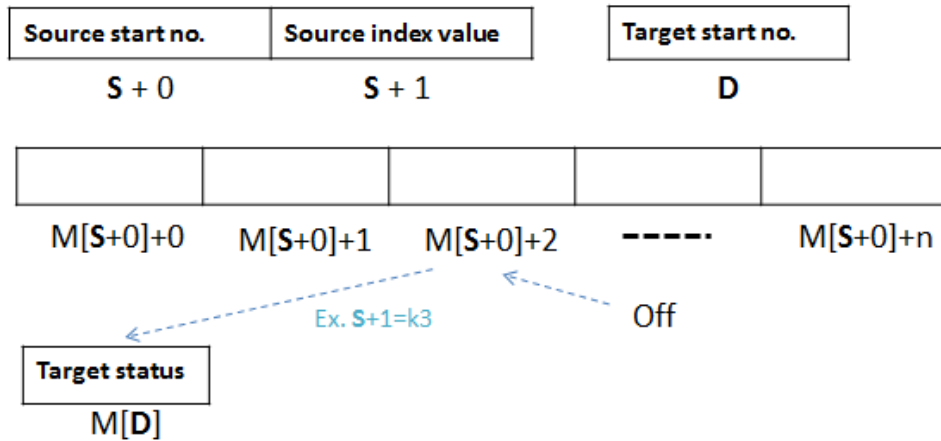 Source start no. Source index value Target start no.
S + 0 S + 1 D
M[S+0]+0 M[S+0]+1 M[S+0]+2 ----- M[S+0]+n
Ex. S+1=k3 Off
Target status
M[D]